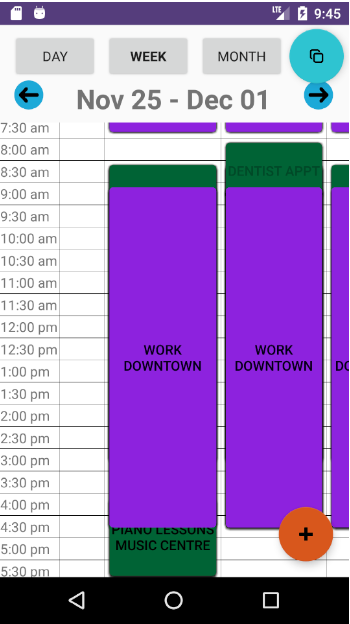 LTE 9:45
DAY WEEK MONTH
Nov 25 - Dec 01
7:30 am
8:00 am
8:30 am
DENTIST APPT
9:00 am
9:30 am
10:00 am
10:30 am
11:00 am
11:30 am
12:00 pm
12:30 pm
WORK WORK
DOWNTOWN DOWNTOWN DO
1:00 pm
1:30 pm
2:00 pm
2:30 pm
3:00 pm
3:30 pm
4:00 pm
4:30 pm
PIANO LESSONS
MUSIC CENTRE
5:00 pm
5:30 pm